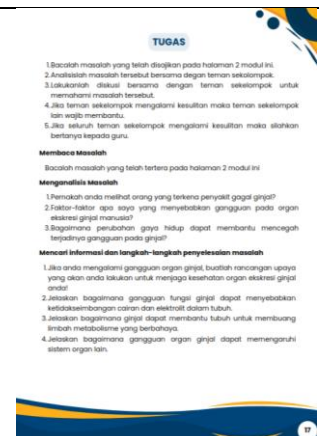 TUGAS
1.Bacalah masalah yang telah disajikan pada halaman 2 modul ini.
2.Analisislah masalah tersebut bersama degan teman sekolompok.
3.Lakukanlah diskusi bersama dengan teman sekelompok untuk
memahami masalah tersebut.
4.Jika teman sekelompok mengalami kesulitan maka teman sekelompok
lain wajib membantu.
5.Jika seluruh teman sekelompok mengalami kesulitan maka silahkan
bertanya kepada guru.
Membaca Masalah
Bacalah masalah yang telah tertera pada halaman 2 modul ini
Menganalisis Masalah
1.Pernakah anda melihat orang yang terkena penyakit gagal ginjal?
2.Faktor-faktor apa saya yang menyebabkan gangguan pada organ
ekskresi ginjal manusia?
3.Bagaimana perubahan gaya hidup dapat membantu mencegah
terjadinya gangguan pada ginjal?
Mencari informasi dan langkah-langkah penyelesaian masalah
1.Jika anda mengalami gangguan organ ginjal, buatlah rancangan upaya
yang akan anda lakukan untuk menjaga kesehatan organ ekskresi ginjal
anda!
2.Jelaskan bagaimana gangguan fungsi ginjal dapat menyebabkan
ketidakseimbangan cairan dan elektrolit dalam tubuh.
3.Jelaskan bagaimana ginjal dapat membantu tubuh untuk membuang
limbah metabolisme yang berbahaya.
4.Jelaskan bagaimana gangguan organ ginjal dapat memengaruhi
sistem organ lain.
17